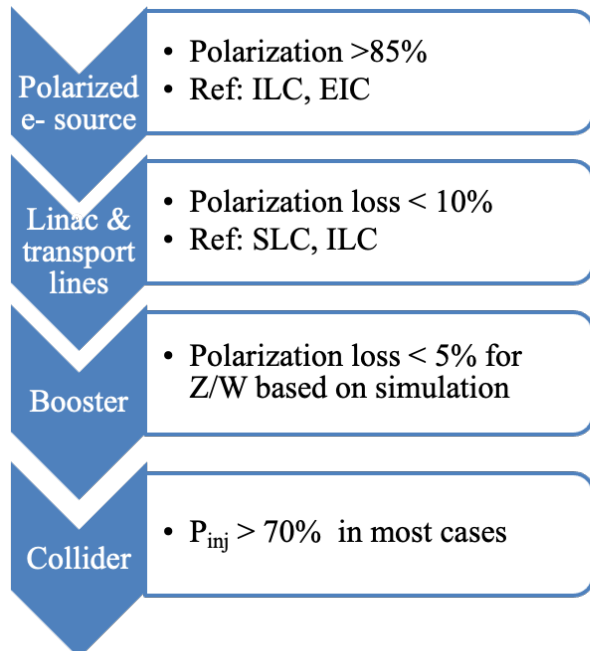 Polarized
e- source
• Polarization >85%
• Ref: ILC, EIC
Linac &
transport
lines
• Polarization loss < 10%
• Ref: SLC, ILC
Booster
• Polarization loss < 5% for
Z/W based on simulation
Collider
• P_inj > 70% in most cases